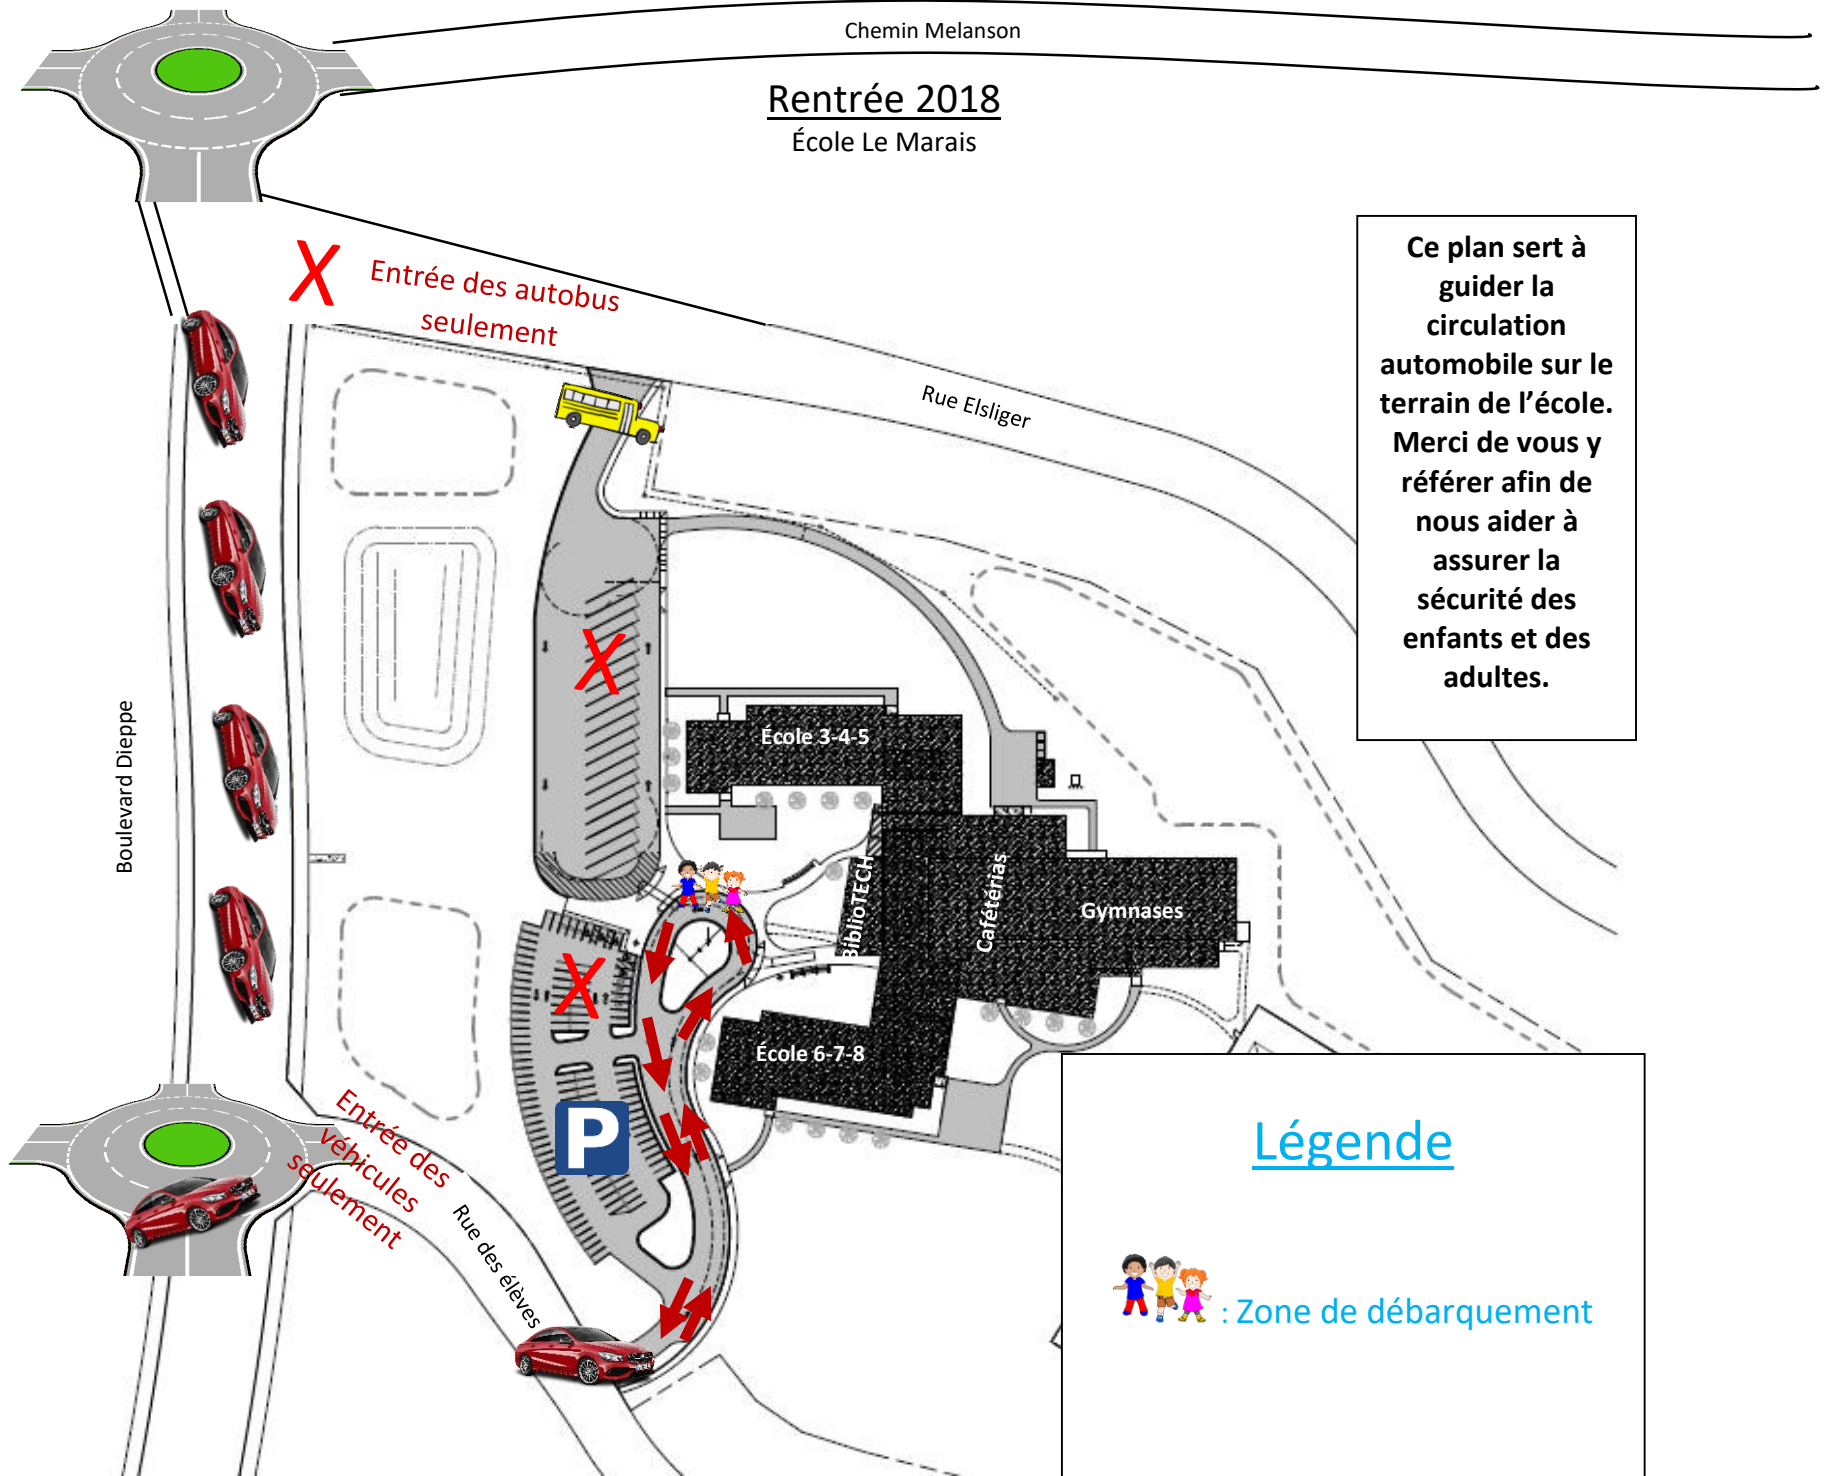 Chemin Melanson
Rentrée 2018
École Le Marais
Ce plan sert à
guider la
circulation
automobile sur le
terrain de l'école.
Merci de vous y
référer afin de
nous aider à
assurer la
sécurité des
enfants et des
adultes.
X
Entrée des autobus
seulement
Rue Elsliger
X
École 3-4-5
Boulevard Dieppe
BiblioTECH
Cafétérias
Gymnases
X
École 6-7-8
P
Entrée des
véhicules
seulement
Rue des élèves
Légende
: Zone de débarquement